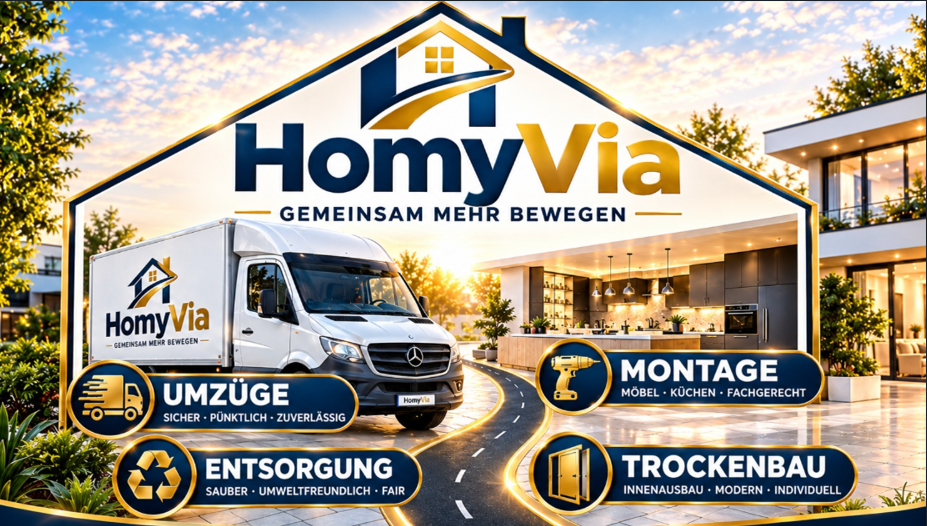 HomyVia
GEMEINSAM MEHR BEWEGEN
HomyVia
GEMEINSAM MEHR BEWEGEN
HomyVia
UMZÜGE
SICHER · PÜNKTLICH · ZUVERLÄSSIG
MONTAGE
MÖBEL · KÜCHEN · FACHGERECHT
ENTSORGUNG
SAUBER · UMWELTFREUNDLICH · FAIR
TROCKENBAU
INNENAUSBAU · MODERN · INDIVIDUELL